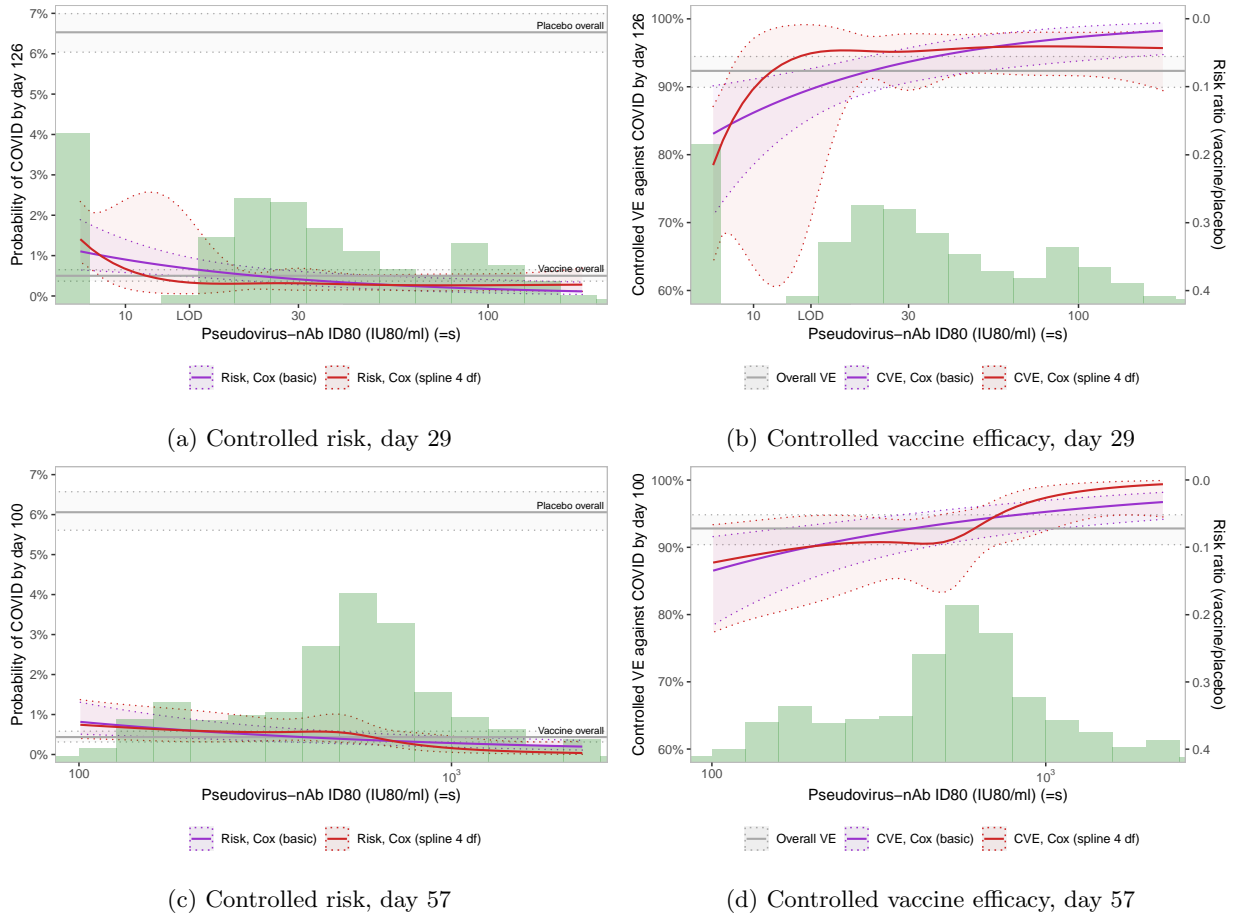 7%
6%
5%
4%
3%
2%
1%
0%
Probability of COVID by day 126
Placebo overall
Vaccine overall
10
LOD
30
100
Pseudovirus−nAb ID80 (IU80/ml) (=s)
Risk, Cox (basic)
Risk, Cox (spline 4 df)
(a) Controlled risk, day 29
100%
90%
80%
70%
60%
Controlled VE against COVID by day 126
0.0
0.1
0.2
0.3
0.4
Risk ratio (vaccine/placebo)
10
LOD
30
100
Pseudovirus−nAb ID80 (IU80/ml) (=s)
Overall VE
CVE, Cox (basic)
CVE, Cox (spline 4 df)
(b) Controlled vaccine efficacy, day 29
7%
6%
5%
4%
3%
2%
1%
0%
Probability of COVID by day 100
Placebo overall
Vaccine overall
100
10³
Pseudovirus−nAb ID80 (IU80/ml) (=s)
Risk, Cox (basic)
Risk, Cox (spline 4 df)
(c) Controlled risk, day 57
100%
90%
80%
70%
60%
Controlled VE against COVID by day 100
0.0
0.1
0.2
0.3
0.4
Risk ratio (vaccine/placebo)
100
10³
Pseudovirus−nAb ID80 (IU80/ml) (=s)
Overall VE
CVE, Cox (basic)
CVE, Cox (spline 4 df)
(d) Controlled vaccine efficacy, day 57